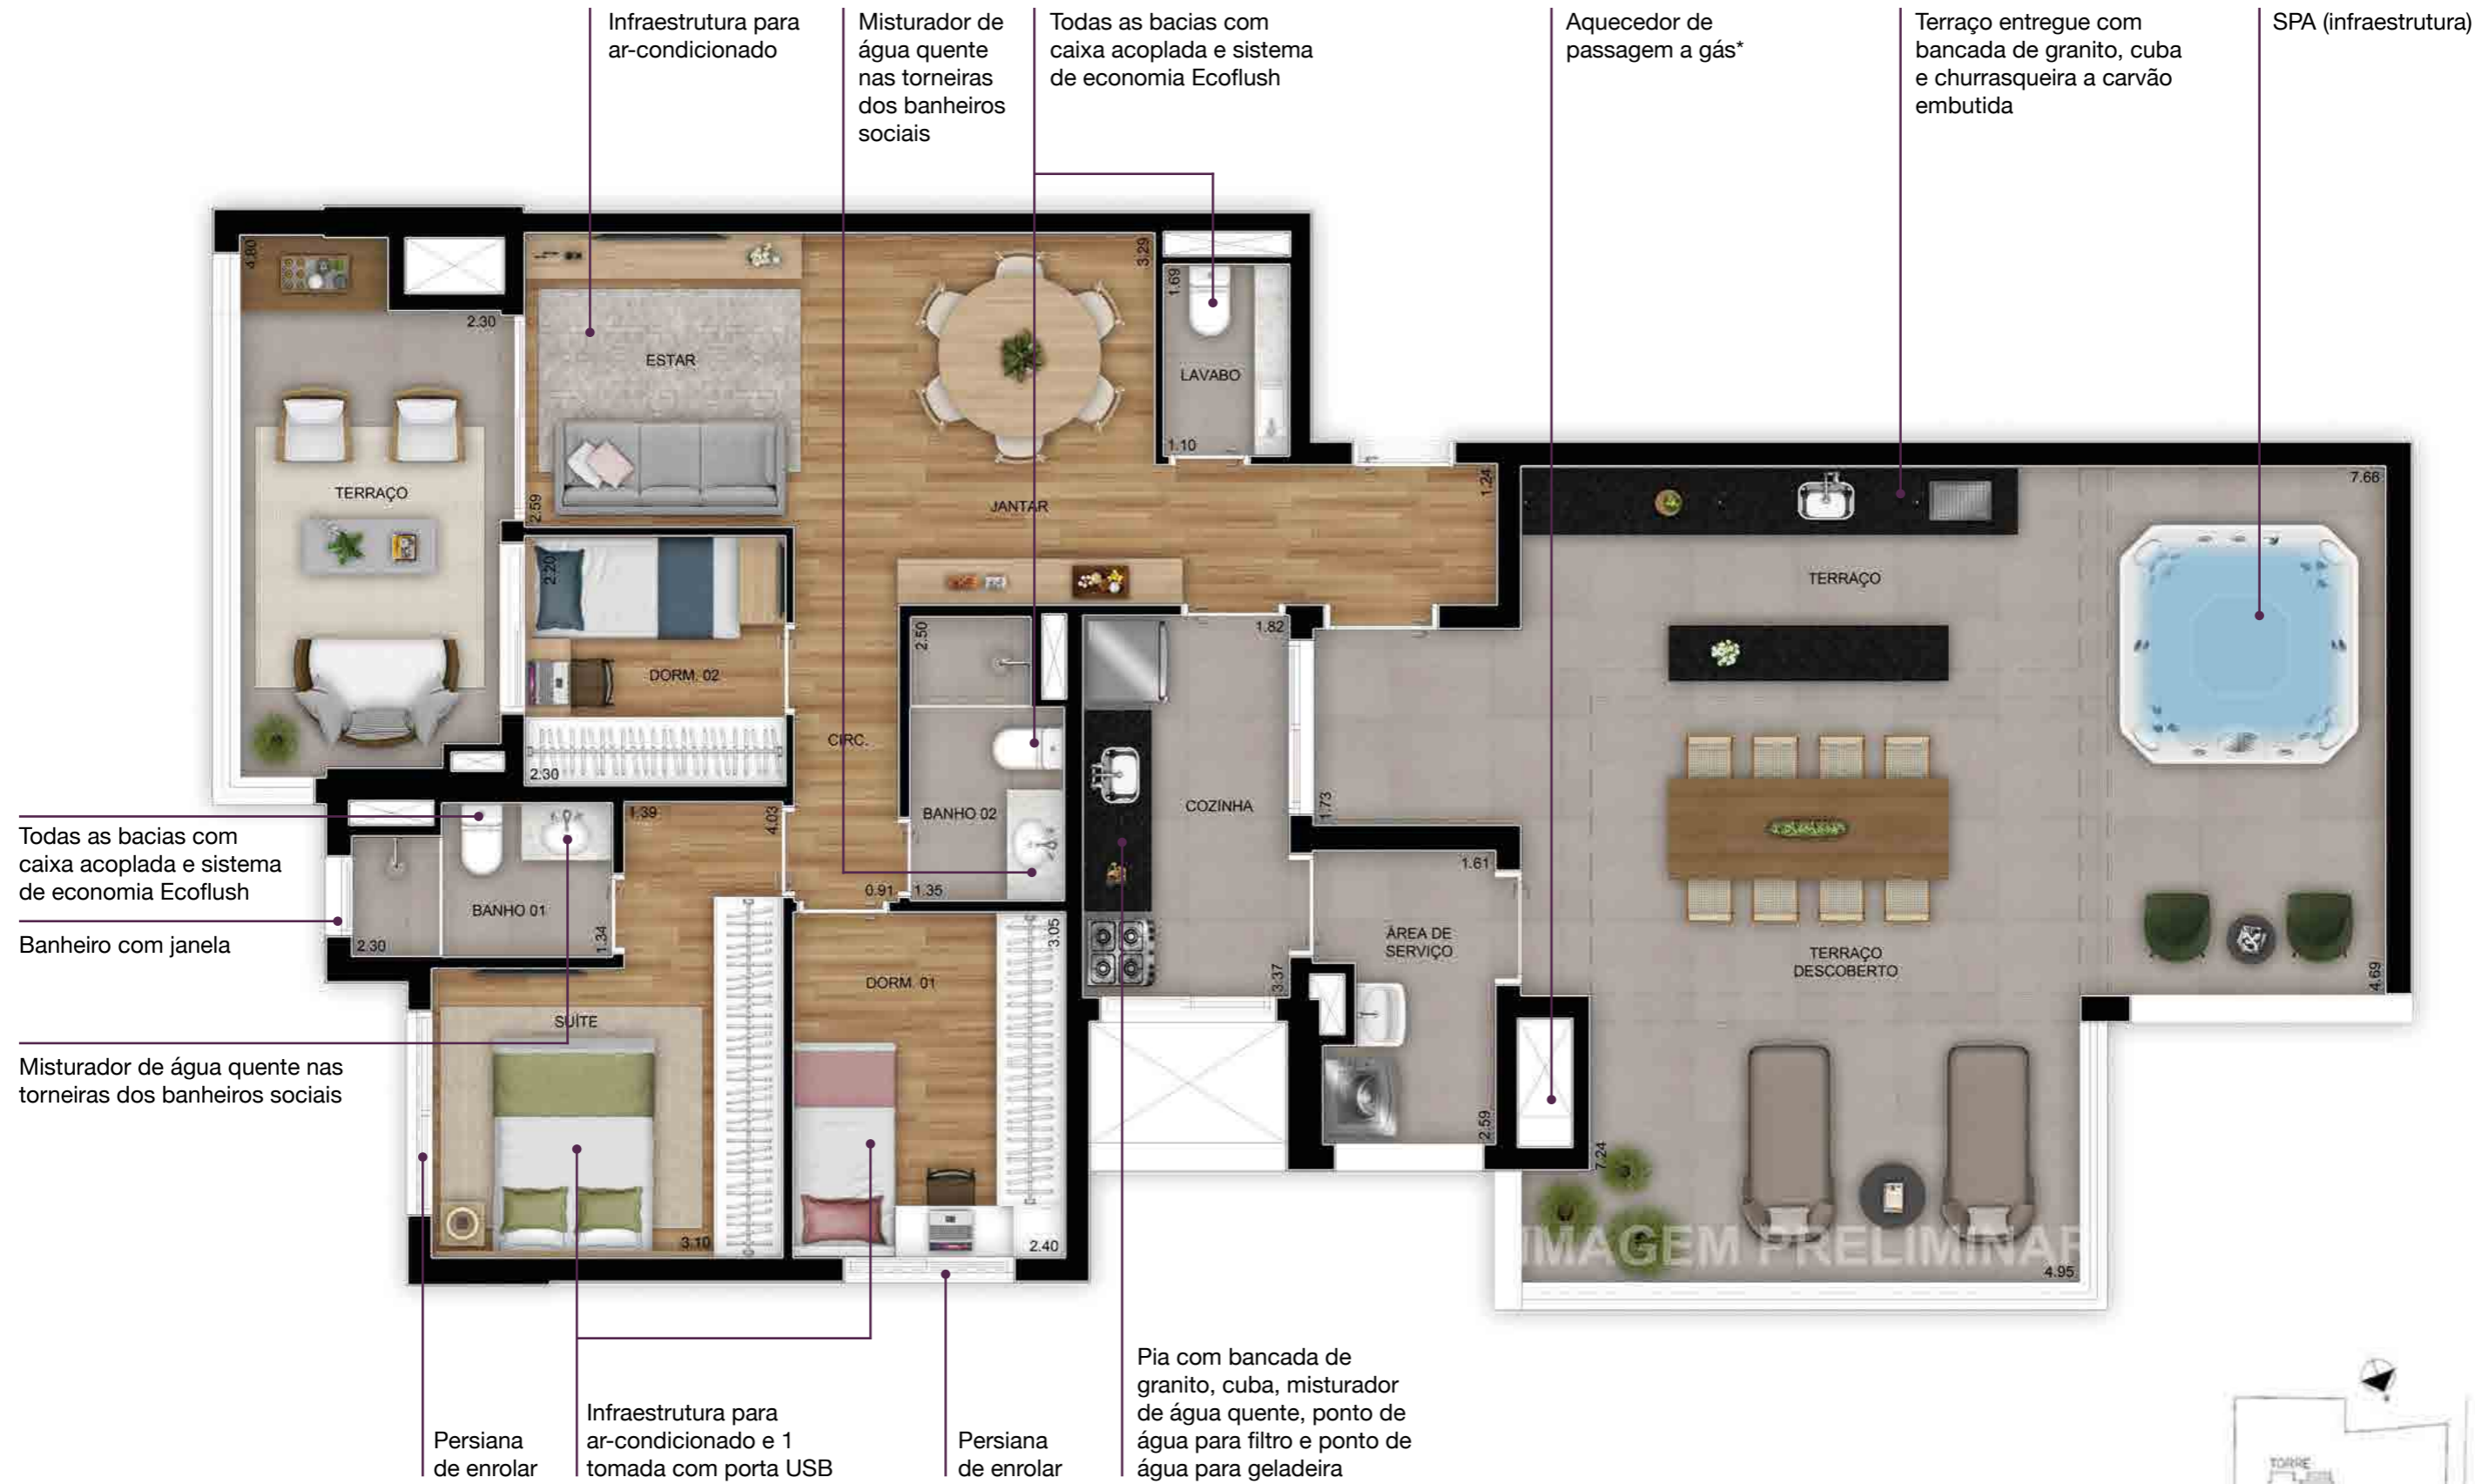 Infraestrutura para
ar-condicionado
Misturador de
água quente
nas torneiras
dos banheiros
sociais
Todas as bacias com
caixa acoplada e sistema
de economia Ecoflush
Aquecedor de
passagem a gás*
Terraço entregue com
bancada de granito, cuba
e churrasqueira a carvão
embutida
SPA (infraestrutura)
4.80
2.30
TERRAÇO
ESTAR
2.59
3.29
JANTAR
1.69
LAVABO
1.10
1.24
7.66
TERRAÇO
2.20
DORM. 02
2.30
CIRC.
2.50
BANHO 02
0.91
1.35
1.82
COZINHA
3.37
1.73
1.61
ÁREA DE
SERVIÇO
2.59
TERRAÇO
DESCOBERTO
4.69
7.24
4.95
IMAGEM PRELIMINAR
1.39
4.03
BANHO 01
2.30
1.34
SUÍTE
3.10
DORM. 01
3.05
2.40
Todas as bacias com
caixa acoplada e sistema
de economia Ecoflush
Banheiro com janela
Misturador de água quente nas
torneiras dos banheiros sociais
Persiana
de enrolar
Infraestrutura para
ar-condicionado e 1
tomada com porta USB
Persiana
de enrolar
Pia com bancada de
granito, cuba, misturador
de água quente, ponto de
água para filtro e ponto de
água para geladeira
TORRE